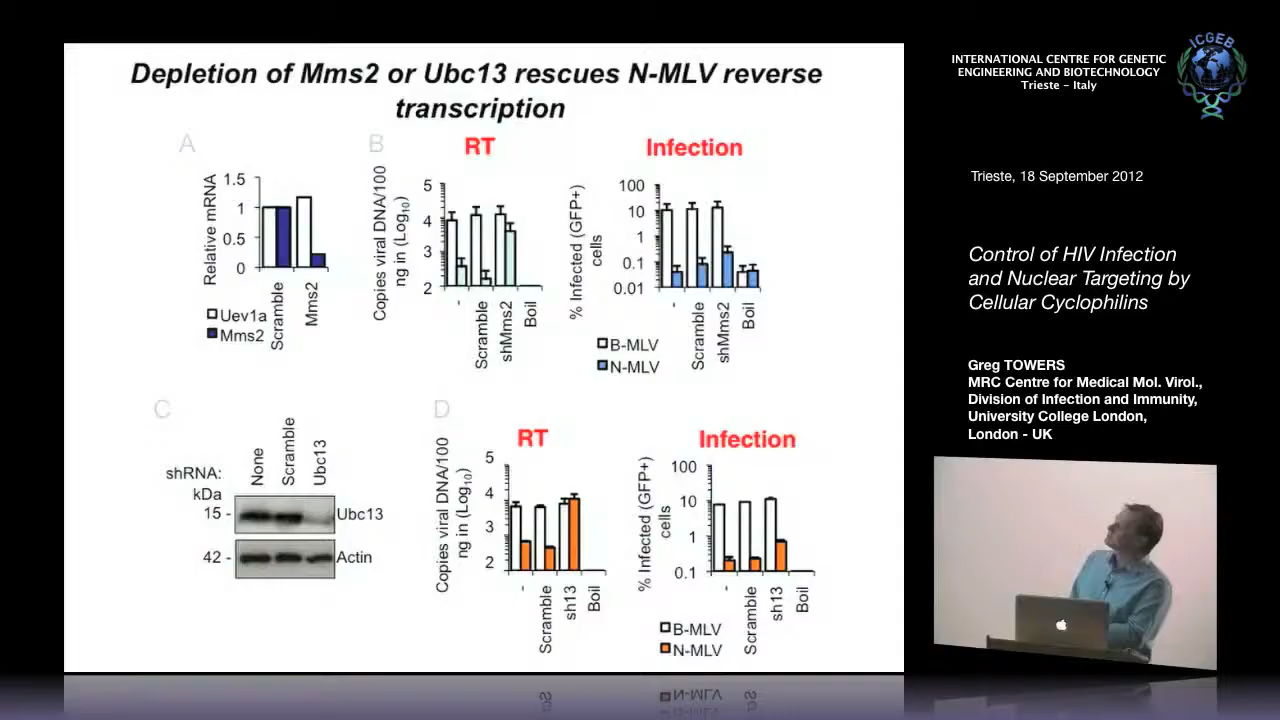 Depletion of Mms2 or Ubc13 rescues N-MLV reverse
transcription
A
Relative mRNA
1.5
1
0.5
0
Scramble
Mms2
Uev1a
Mms2
B
RT
Copies viral DNA/100
ng in (Log10)
5
4
3
2
-
Scramble
shMms2
Boil
Infection
% Infected (GFP+)
cells
100
10
1
0.1
0.01
-
Scramble
shMms2
Boil
B-MLV
N-MLV
C
shRNA:
None
Scramble
Ubc13
kDa
15 -
Ubc13
42 -
Actin
D
RT
Copies viral DNA/100
ng in (Log10)
5
4
3
2
-
Scramble
sh13
Boil
Infection
% Infected (GFP+)
cells
100
10
1
0.1
-
Scramble
sh13
Boil
B-MLV
N-MLV
INTERNATIONAL CENTRE FOR GENETIC
ENGINEERING AND BIOTECHNOLOGY
Trieste - Italy
ICGEB
Trieste, 18 September 2012
Control of HIV Infection
and Nuclear Targeting by
Cellular Cyclophilins
Greg TOWERS
MRC Centre for Medical Mol. Virol.,
Division of Infection and Immunity,
University College London,
London - UK